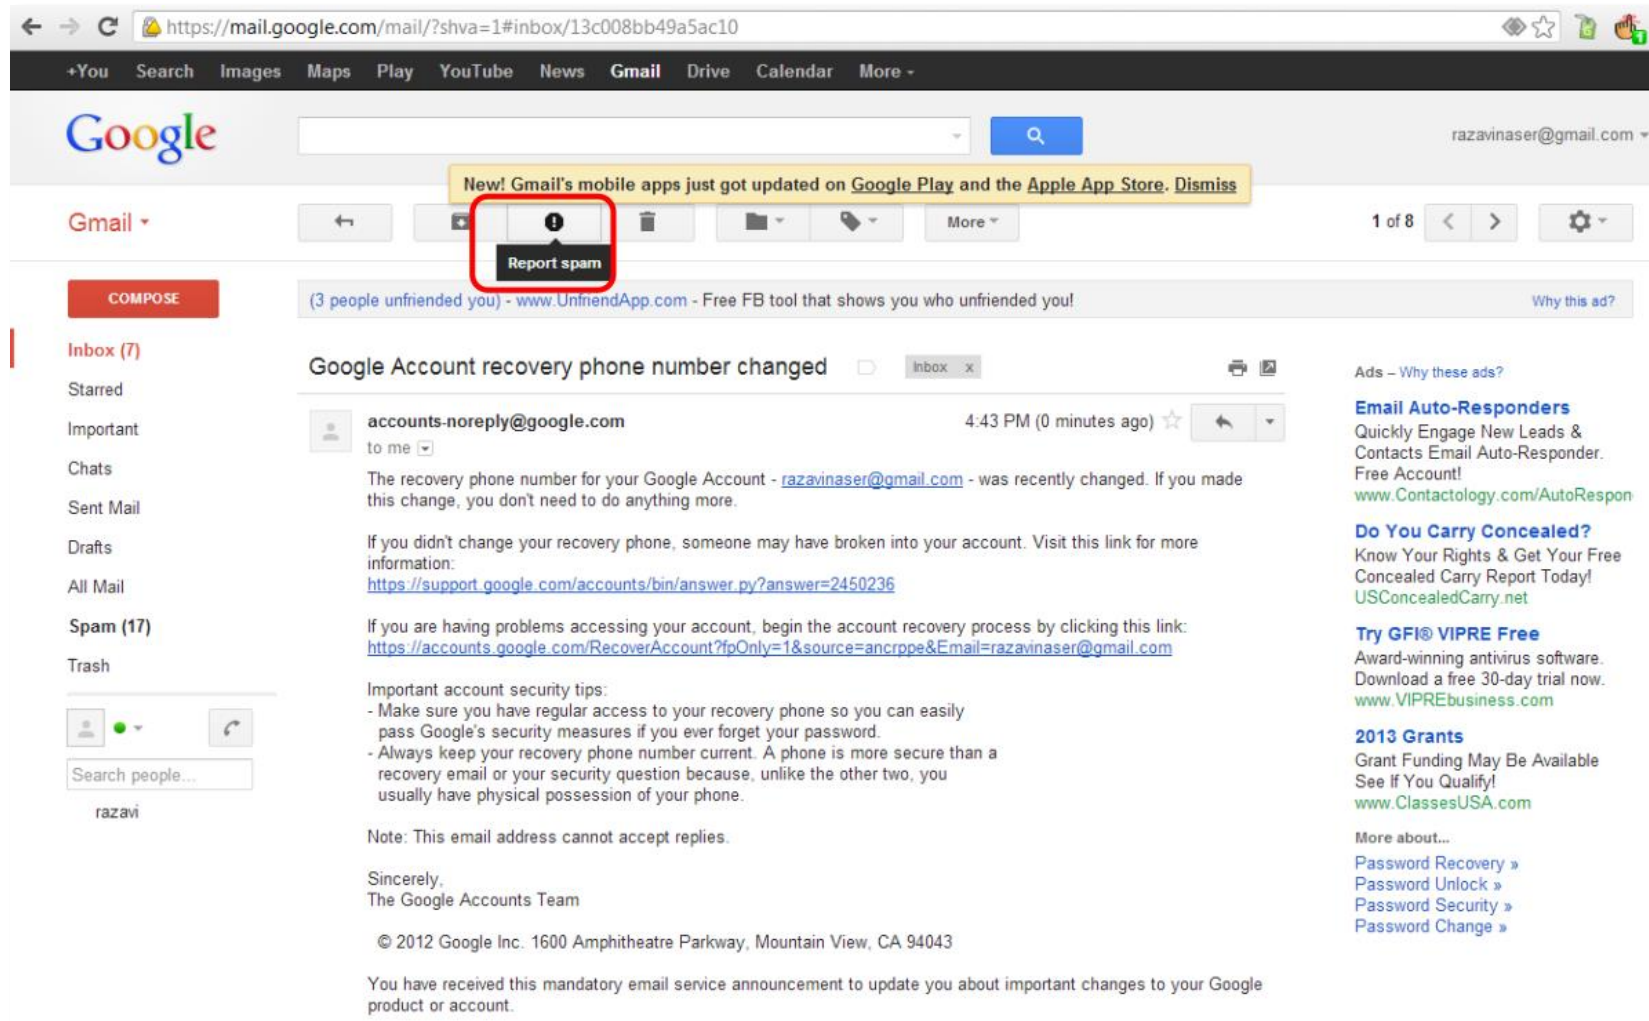 https://mail.google.com/mail/?shva=1#inbox/13c008bb49a5ac10
+You Search Images Maps Play YouTube News Gmail Drive Calendar More
Google
razavinaser@gmail.com
New! Gmail's mobile apps just got updated on Google Play and the Apple App Store. Dismiss
Gmail
More
1 of 8
Report spam
COMPOSE
(3 people unfriended you) - www.UnfriendApp.com - Free FB tool that shows you who unfriended you!
Why this ad?
Inbox (7)
Starred
Important
Chats
Sent Mail
Drafts
All Mail
Spam (17)
Trash
Search people...
razavi
Google Account recovery phone number changed
Inbox x
accounts-noreply@google.com
4:43 PM (0 minutes ago)
to me
The recovery phone number for your Google Account - razavinaser@gmail.com - was recently changed. If you made
this change, you don't need to do anything more.
If you didn't change your recovery phone, someone may have broken into your account. Visit this link for more
information:
https://support.google.com/accounts/bin/answer.py?answer=2450236
If you are having problems accessing your account, begin the account recovery process by clicking this link:
https://accounts.google.com/RecoverAccount?fpOnly=1&source=ancrppe&Email=razavinaser@gmail.com
Important account security tips:
- Make sure you have regular access to your recovery phone so you can easily
pass Google's security measures if you ever forget your password.
- Always keep your recovery phone number current. A phone is more secure than a
recovery email or your security question because, unlike the other two, you
usually have physical possession of your phone.
Note: This email address cannot accept replies.
Sincerely,
The Google Accounts Team
© 2012 Google Inc. 1600 Amphitheatre Parkway, Mountain View, CA 94043
You have received this mandatory email service announcement to update you about important changes to your Google
product or account.
Ads – Why these ads?
Email Auto-Responders
Quickly Engage New Leads &
Contacts Email Auto-Responder.
Free Account!
www.Contactology.com/AutoRespon
Do You Carry Concealed?
Know Your Rights & Get Your Free
Concealed Carry Report Today!
USConcealedCarry.net
Try GFI® VIPRE Free
Award-winning antivirus software.
Download a free 30-day trial now.
www.VIPREbusiness.com
2013 Grants
Grant Funding May Be Available
See If You Qualify!
www.ClassesUSA.com
More about...
Password Recovery »
Password Unlock »
Password Security »
Password Change »